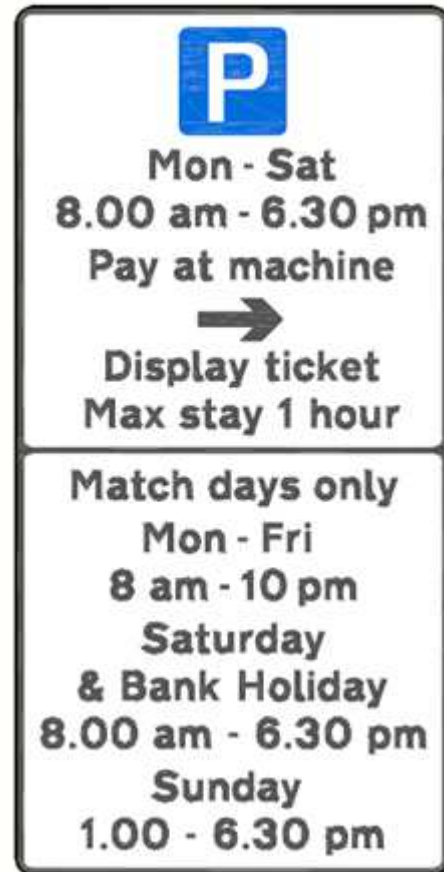 P
Mon - Sat
8.00 am - 6.30 pm
Pay at machine
Display ticket
Max stay 1 hour
Match days only
Mon - Fri
8 am - 10 pm
Saturday
& Bank Holiday
8.00 am - 6.30 pm
Sunday
1.00 - 6.30 pm